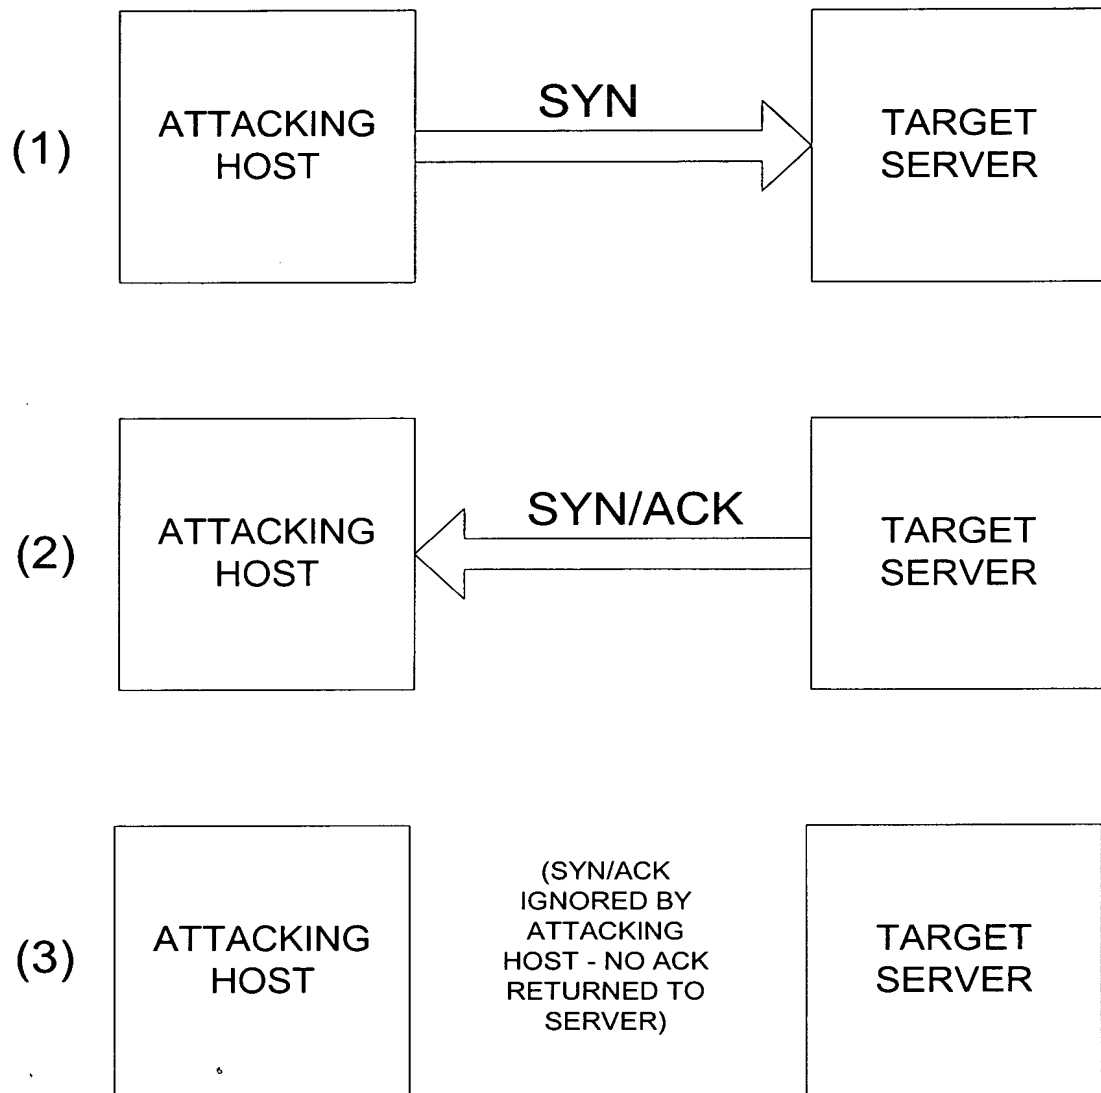 (1)
ATTACKING
HOST
SYN
TARGET
SERVER
(2)
ATTACKING
HOST
SYN/ACK
TARGET
SERVER
(3)
ATTACKING
HOST
(SYN/ACK
IGNORED BY
ATTACKING
HOST - NO ACK
RETURNED TO
SERVER)
TARGET
SERVER